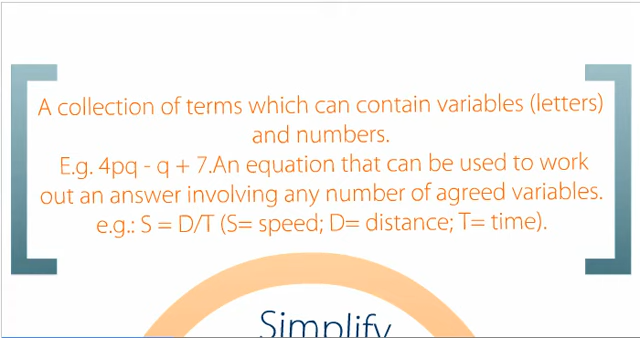 A collection of terms which can contain variables (letters)
and numbers.
E.g. 4pq - q + 7.An equation that can be used to work
out an answer involving any number of agreed variables.
e.g.: S = D/T (S= speed; D= distance; T= time).
Simplify